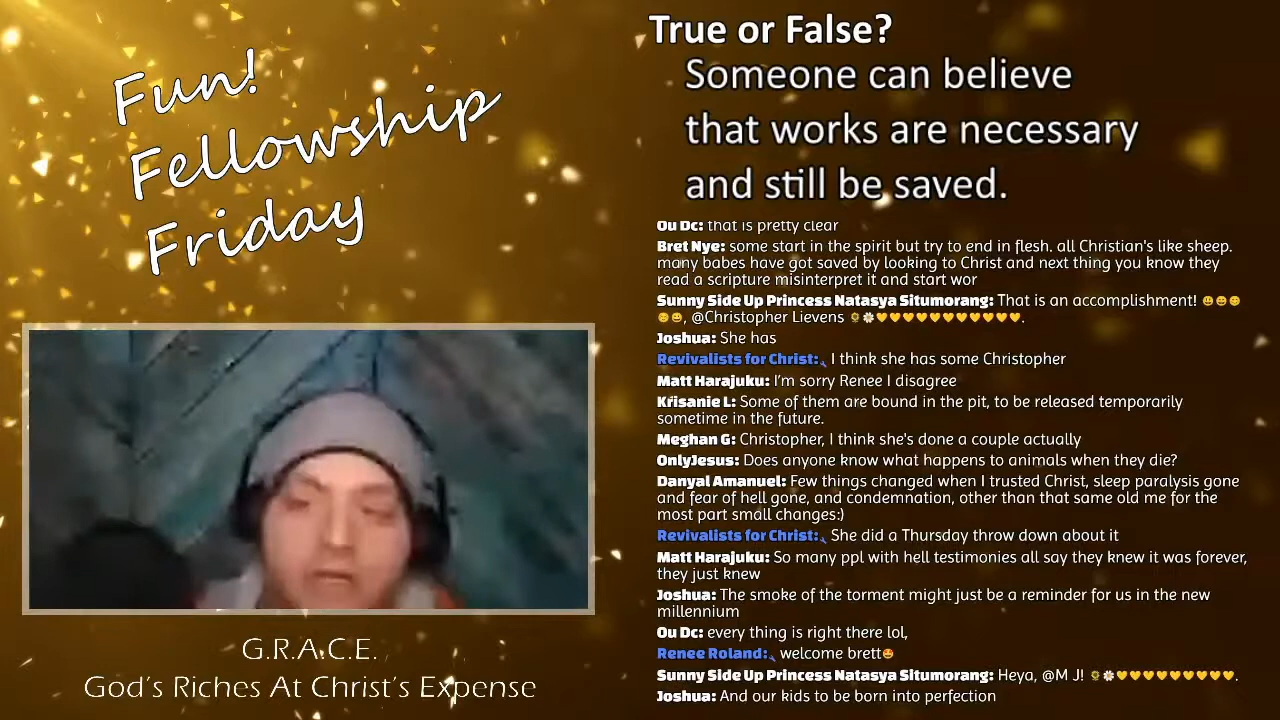 Fun!
Fellowship
Friday
G.R.A.C.E.
God's Riches At Christ's Expense
True or False?
Someone can believe
that works are necessary
and still be saved.
Ou Dc: that is pretty clear
Bret Nye: some start in the spirit but try to end in flesh. all Christian's like sheep.
many babes have got saved by looking to Christ and next thing you know they
read a scripture misinterpret it and start wor
Sunny Side Up Princess Natasya Situmorang: That is an accomplishment! 😃😄😊
😌😁, @Christopher Lievens 🌻🌼💛💛💛💛💛💛💛💛💛💛💛💛.
Joshua: She has
Revivalists for Christ: I think she has some Christopher
Matt Harajuku: I'm sorry Renee I disagree
Krisanie L: Some of them are bound in the pit, to be released temporarily
sometime in the future.
Meghan G: Christopher, I think she's done a couple actually
OnlyJesus: Does anyone know what happens to animals when they die?
Danyal Amanuel: Few things changed when I trusted Christ, sleep paralysis gone
and fear of hell gone, and condemnation, other than that same old me for the
most part small changes:)
Revivalists for Christ: She did a Thursday throw down about it
Matt Harajuku: So many ppl with hell testimonies all say they knew it was forever,
they just knew
Joshua: The smoke of the torment might just be a reminder for us in the new
millennium
Ou Dc: every thing is right there lol,
Renee Roland: welcome brett🤩
Sunny Side Up Princess Natasya Situmorang: Heya, @M J! 🌻🌼💛💛💛💛💛💛💛💛💛💛.
Joshua: And our kids to be born into perfection